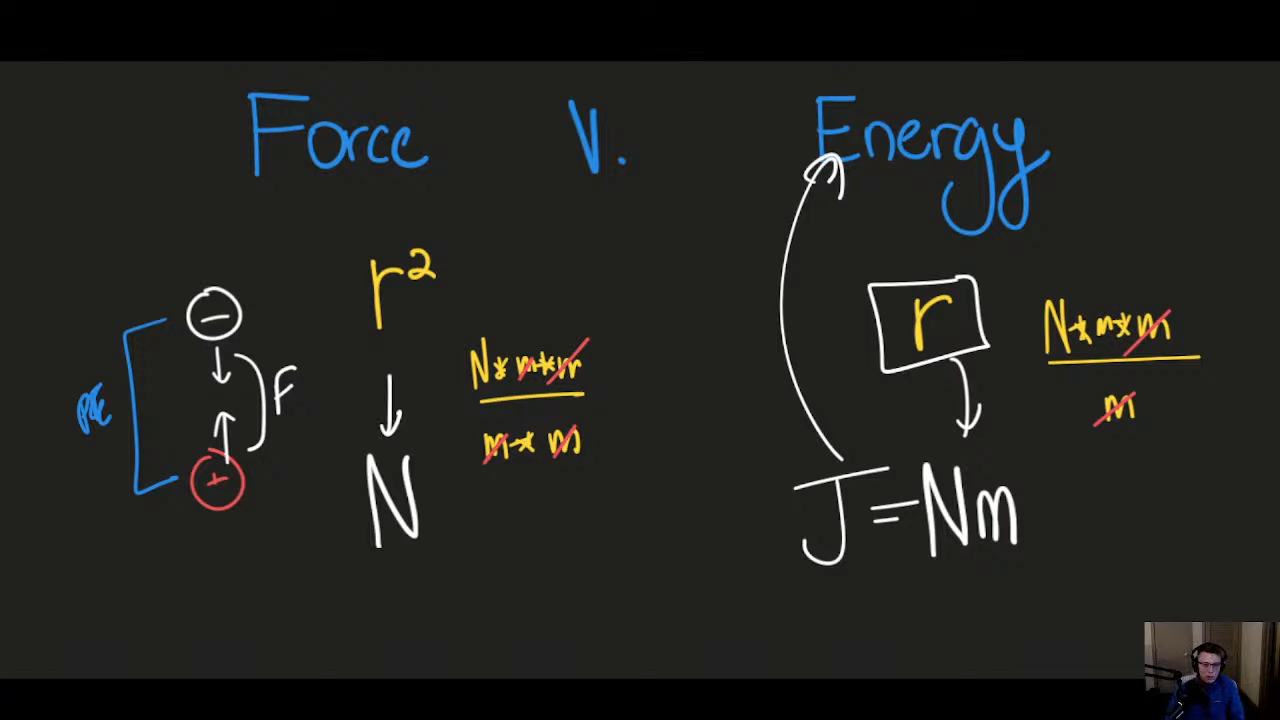 Force V. Energy
−
PE
F
+
r²
N
N*m*m
m*m
r
J=Nm
N*m*m
m